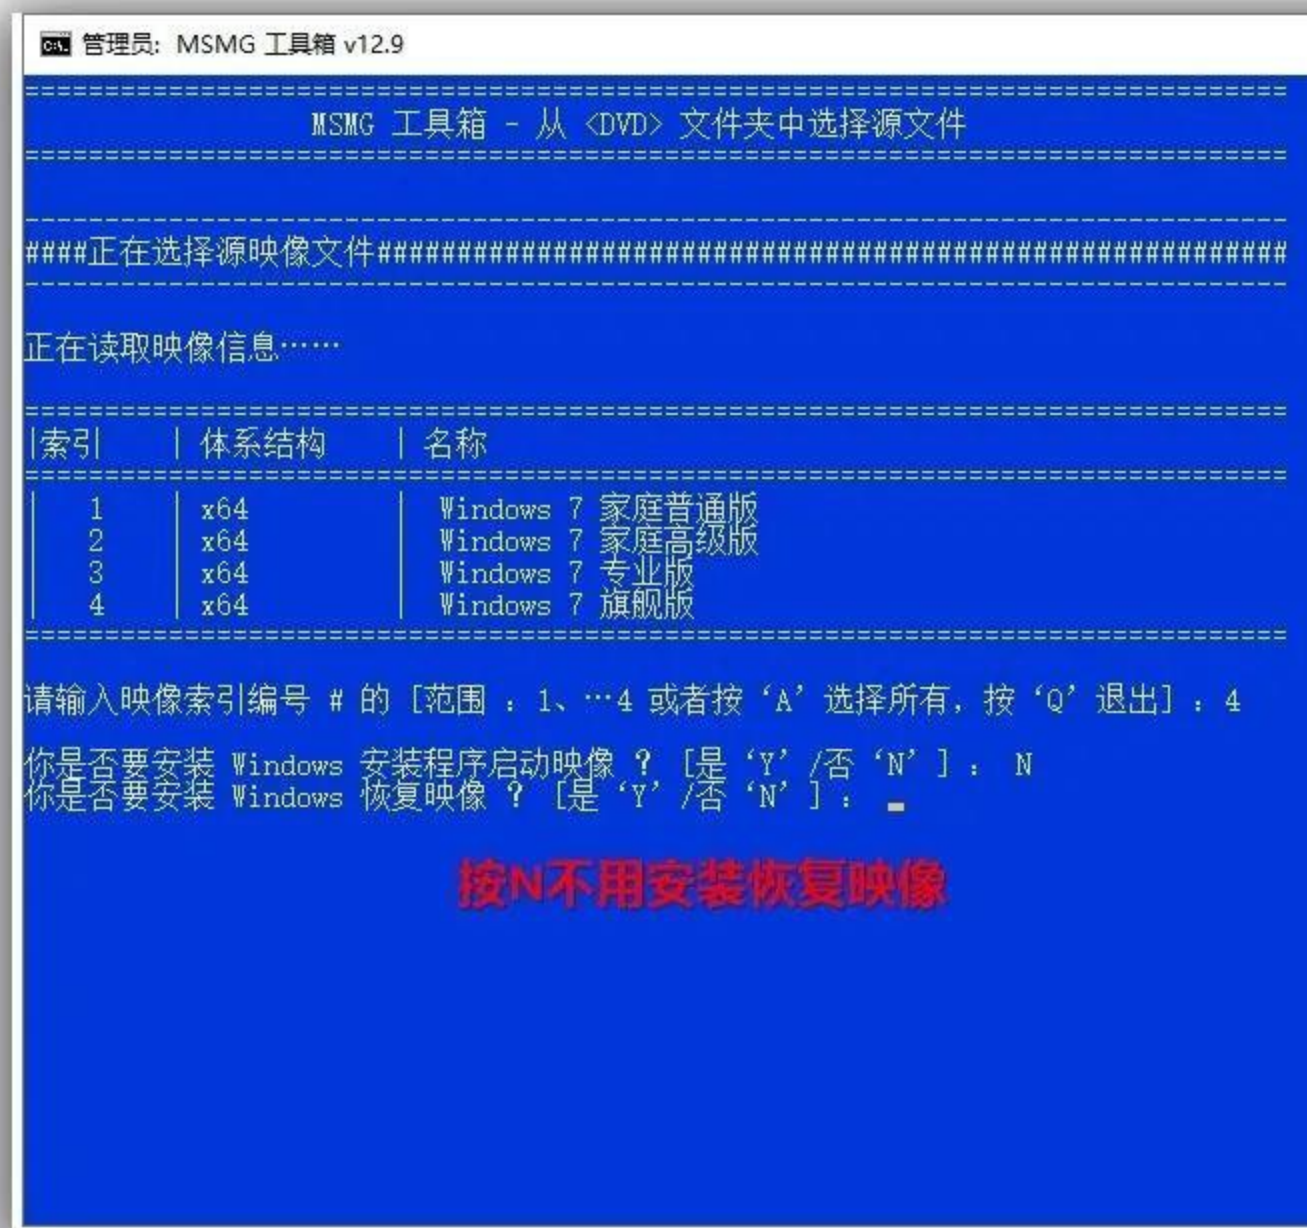 管理员: MSMG 工具箱 v12.9
===============================================================================
MSMG 工具箱 - 从 <DVD> 文件夹中选择源文件
===============================================================================
-------------------------------------------------------------------------------
####正在选择源映像文件#########################################################
-------------------------------------------------------------------------------
正在读取映像信息……
===============================================================================
|索引 | 体系结构 | 名称
===============================================================================
| 1 | x64 | Windows 7 家庭普通版
| 2 | x64 | Windows 7 家庭高级版
| 3 | x64 | Windows 7 专业版
| 4 | x64 | Windows 7 旗舰版
===============================================================================
请输入映像索引编号 # 的 [范围 : 1、…4 或者按 ‘A’ 选择所有, 按 ‘Q’ 退出] : 4
你是否要安装 Windows 安装程序启动映像 ? [是 ‘Y’ /否 ‘N’ ] : N
你是否要安装 Windows 恢复映像 ? [是 ‘Y’ /否 ‘N’ ] : _
按N不用安装恢复映像